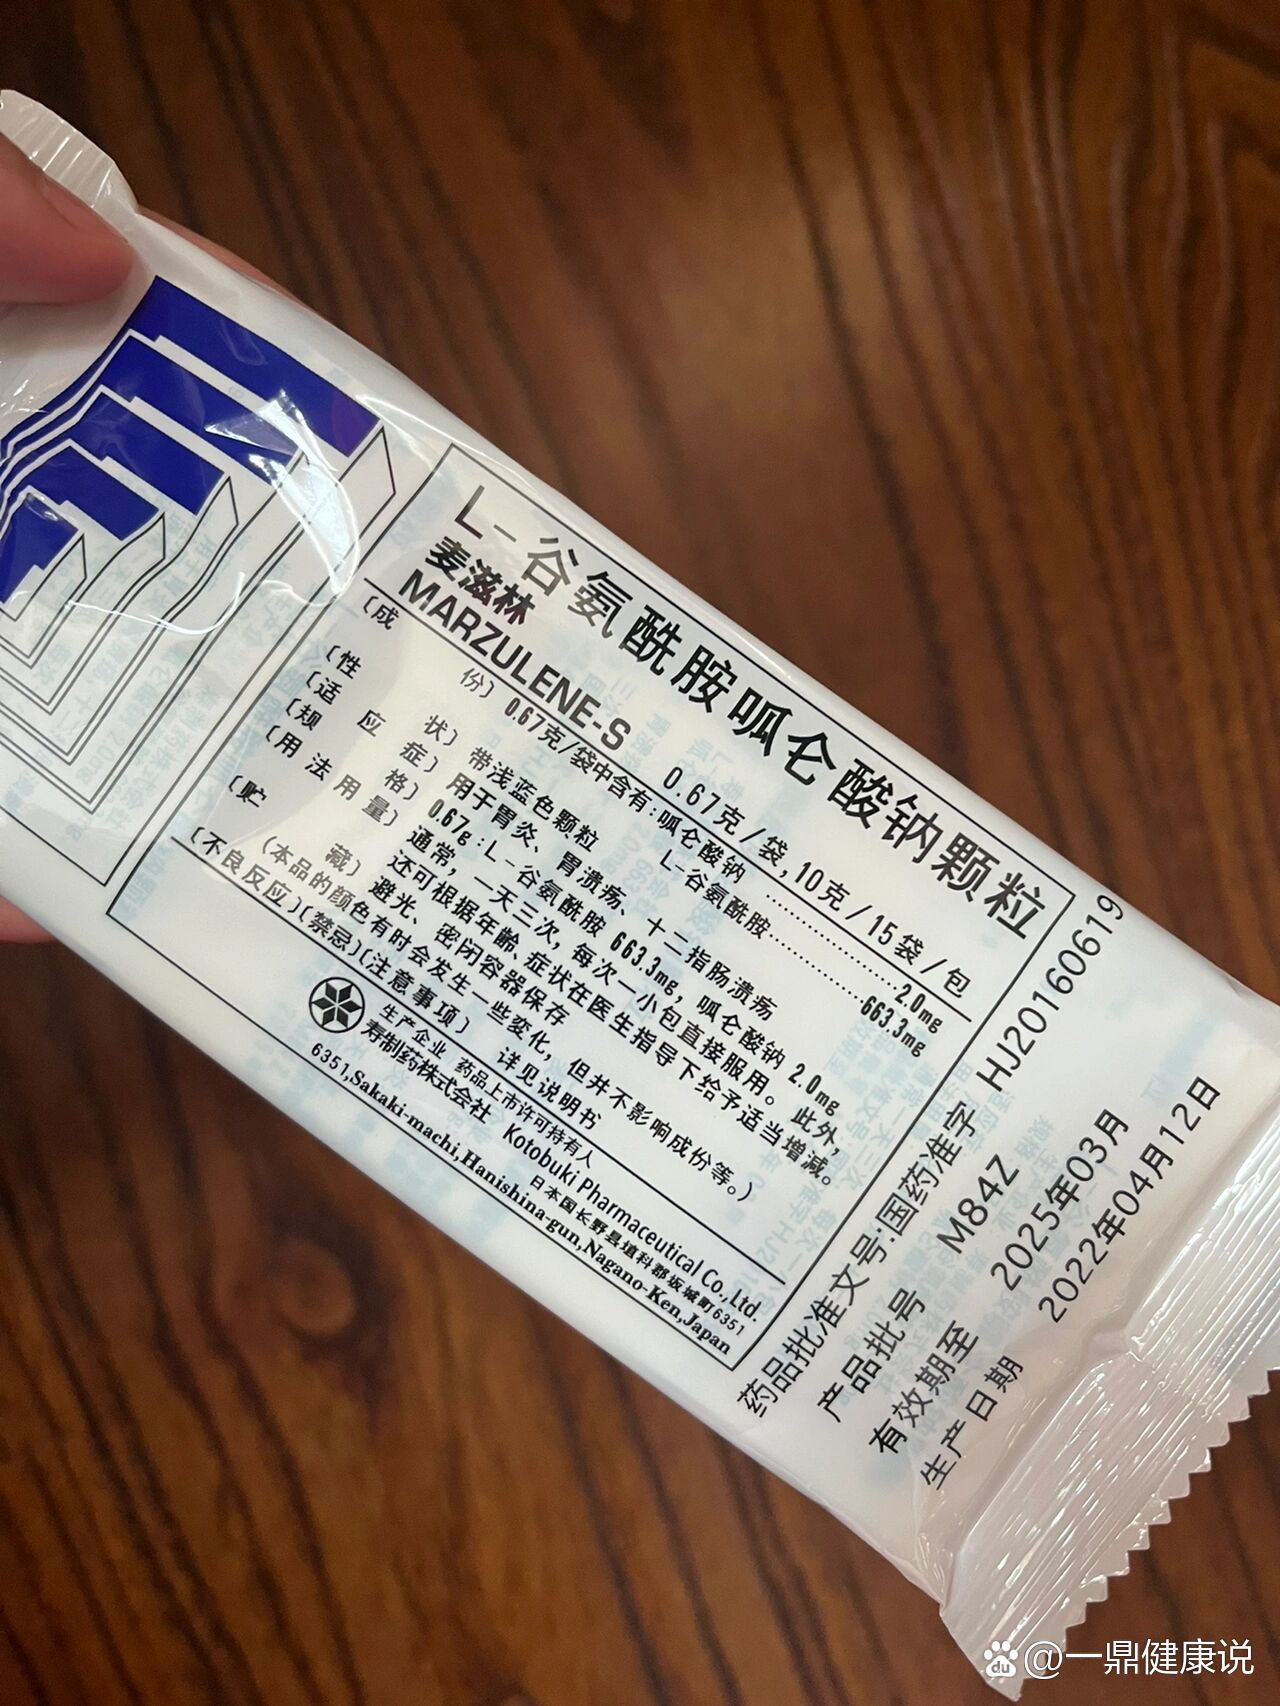 L-谷氨酰胺呱仑酸钠颗粒
麦滋林
MARZULENE-S 0.67克/袋,10克/15袋/包
〔成份〕 0.67克/袋中含有:呱仑酸钠………………2.0mg
L-谷氨酰胺…………663.3mg
〔性状〕 带浅蓝色颗粒
〔适应症〕 用于胃炎、胃溃疡、十二指肠溃疡
〔规格〕 0.67g:L-谷氨酰胺 663.3mg, 呱仑酸钠 2.0mg
〔用法用量〕 通常,一天三次,每次一小包直接服用。此外,
还可根据年龄、症状在医生指导下给予适当增减。
〔贮藏〕 避光、密闭容器保存
(本品的颜色有时会发生一些变化,但并不影响成份等。)
〔不良反应〕〔禁忌〕〔注意事项〕 详见说明书
生产企业 药品上市许可持有人
寿制药株式会社 Kotobuki Pharmaceutical Co.,Ltd.
日本国长野县埴科郡坂城町6351
6351,Sakaki-machi,Hanishina-gun,Nagano-Ken,Japan
药品批准文号:国药准字 HJ20160619
产品批号 M84Z
有效期至 2025年03月
生产日期 2022年04月12日
@一鼎健康说